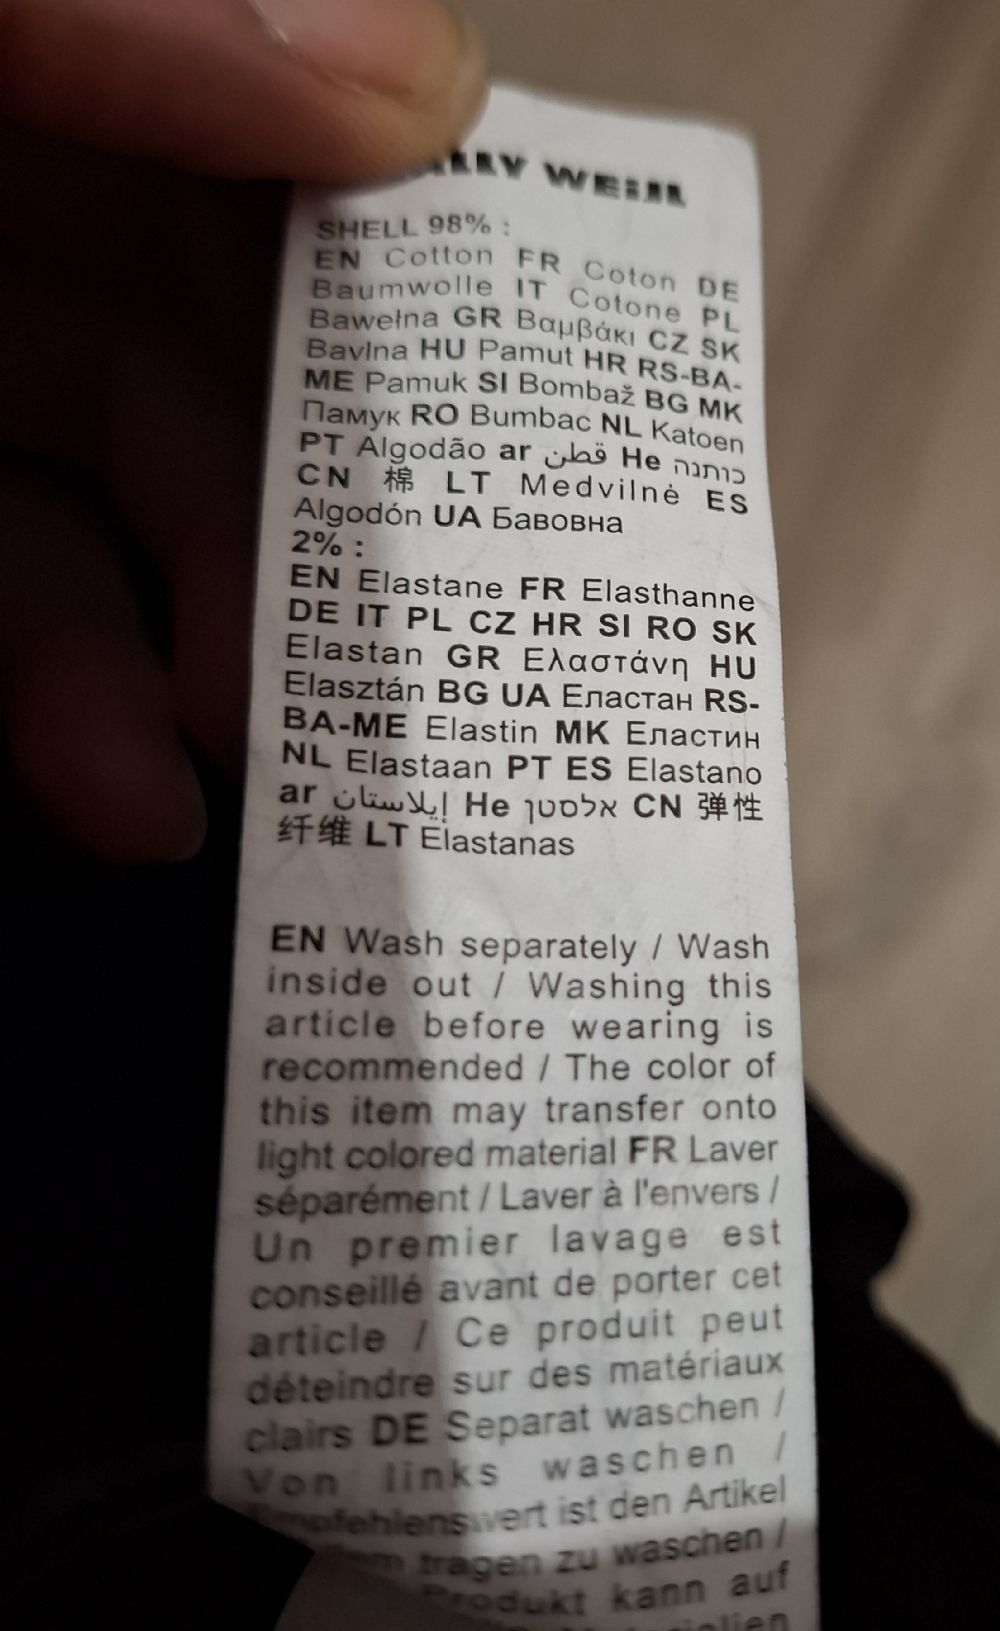 WEIJL
SHELL 98% :
EN Cotton FR Coton DE
Baumwolle IT Cotone PL
Bawełna GR Βαμβάκι CZ SK
Bavlna HU Pamut HR RS-BA-
ME Pamuk SI Bombaž BG MK
Памук RO Bumbac NL Katoen
PT Algodão ar قطن He כותנה
CN 棉 LT Medvilnė ES
Algodón UA Бавовна
2% :
EN Elastane FR Elasthanne
DE IT PL CZ HR SI RO SK
Elastan GR Ελαστάνη HU
Elasztán BG UA Еластан RS-
BA-ME Elastin MK Еластин
NL Elastaan PT ES Elastano
ar إيلاستان He אלסטן CN 弹性
纤维 LT Elastanas
EN Wash separately / Wash
inside out / Washing this
article before wearing is
recommended / The color of
this item may transfer onto
light colored material FR Laver
séparément / Laver à l'envers /
Un premier lavage est
conseillé avant de porter cet
article / Ce produit peut
déteindre sur des matériaux
clairs DE Separat waschen /
Von links waschen /
Empfehlenswert ist den Artikel
tragen zu waschen /
Produkt kann auf